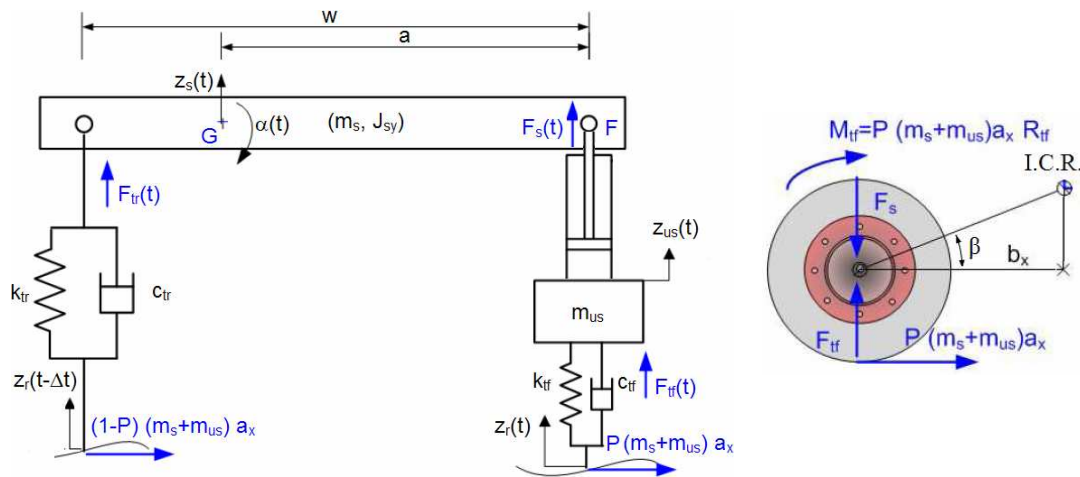 w
a
z_s(t)
G
α(t)
(m_s, J_sy)
F_s(t)
F
F_tr(t)
z_us(t)
k_tr
c_tr
m_us
k_tf
c_tf
F_tf(t)
z_r(t-Δt)
z_r(t)
(1-P) (m_s+m_us) a_x
P (m_s+m_us) a_x
M_tf=P (m_s+m_us)a_x R_tf
I.C.R.
F_s
β
b_x
F_tf
P (m_s+m_us)a_x